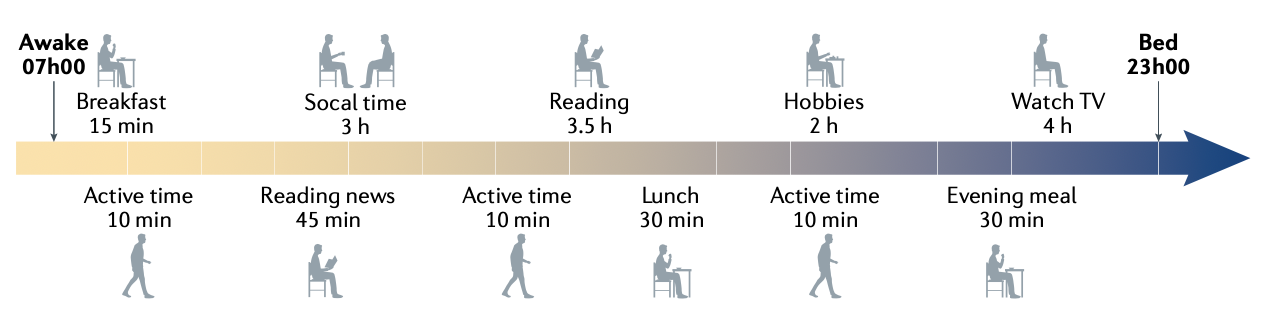 Awake
07h00
Breakfast
15 min
Socal time
3 h
Reading
3.5 h
Hobbies
2 h
Watch TV
4 h
Bed
23h00
Active time
10 min
Reading news
45 min
Active time
10 min
Lunch
30 min
Active time
10 min
Evening meal
30 min